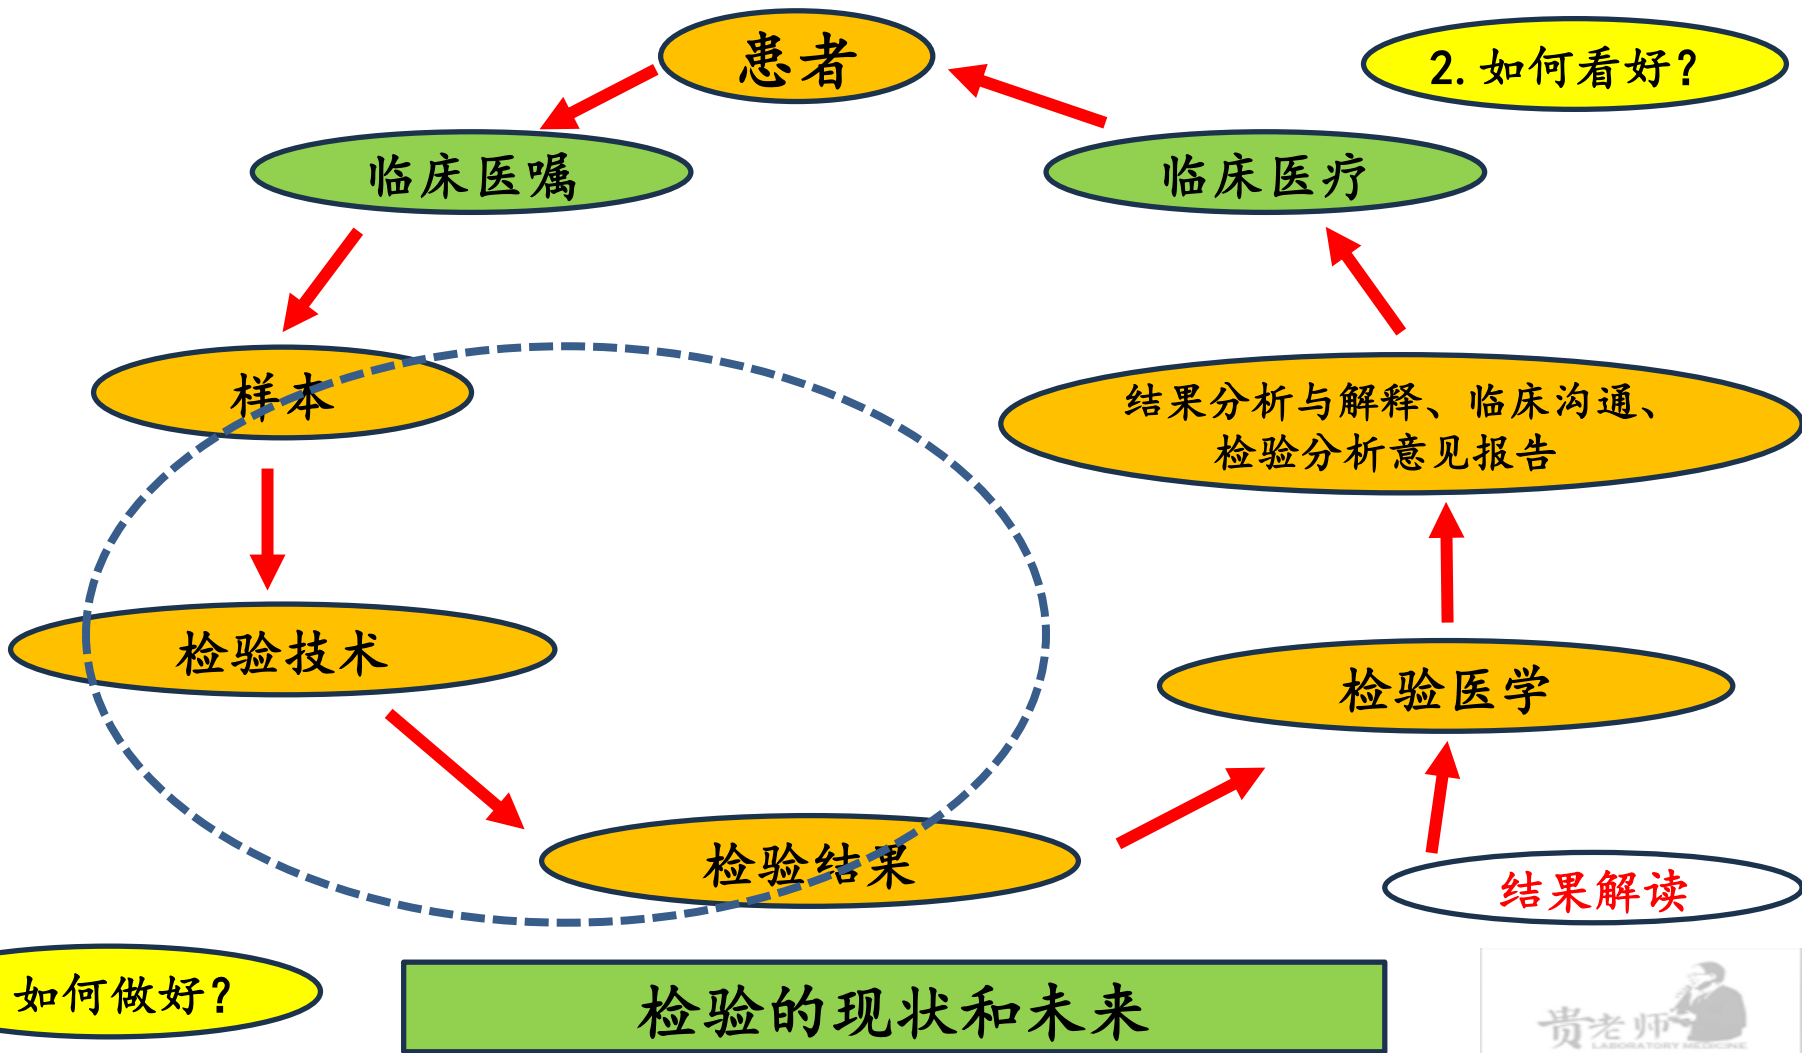 患者
2.如何看好?
临床医嘱
临床医疗
样本
结果分析与解释、临床沟通、
检验分析意见报告
检验技术
检验医学
检验结果
结果解读
如何做好?
检验的现状和未来
贵老师
LABORATORY MEDICINE